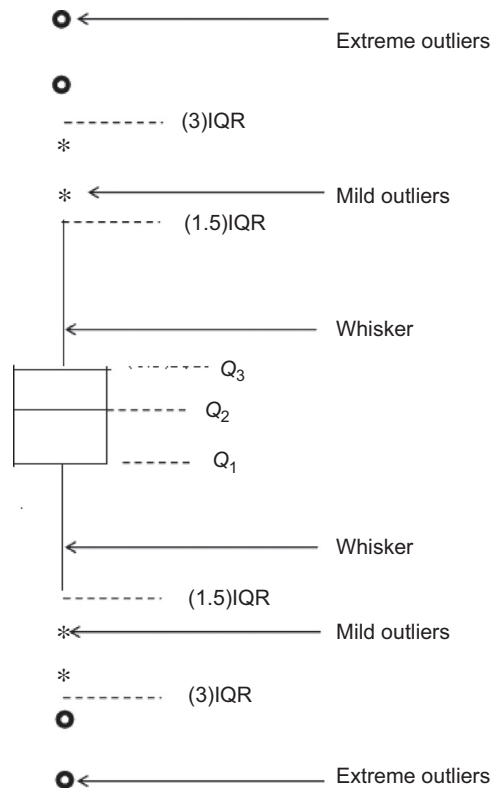 Extreme outliers
(3)IQR
*
*
Mild outliers
(1.5)IQR
Whisker
Q3
Q2
Q1
Whisker
(1.5)IQR
*
Mild outliers
*
(3)IQR
Extreme outliers